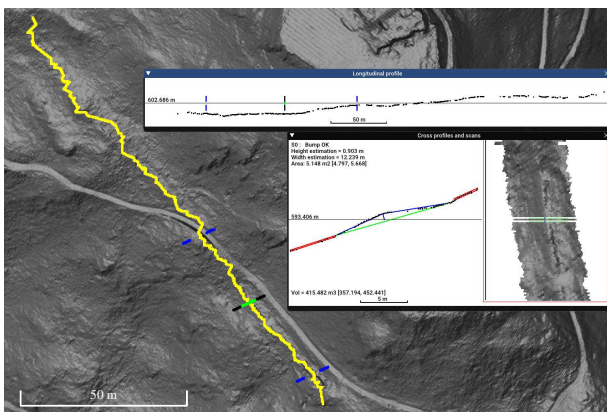 Longitudinal profile
602.686 m
50 m
Cross profiles and scans
S0 : Bump OK
Height estimation = 0.903 m
Width estimation = 12.239 m
Area: 5.148 m2 [4.797, 5.668]
593.406 m
Vol = 415.482 m3 [357.194, 452.441]
5 m
50 m